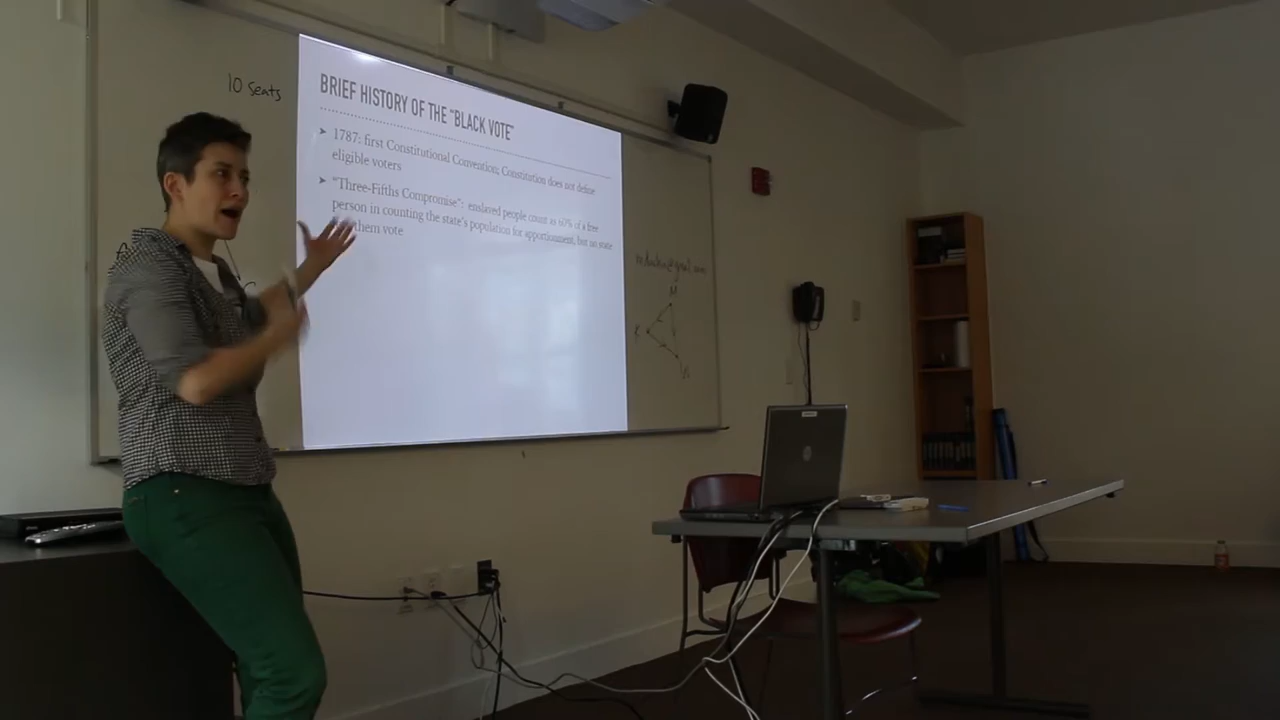 10 seats
BRIEF HISTORY OF THE "BLACK VOTE"
➤ 1787: first Constitutional Convention; Constitution does not define
eligible voters
➤ "Three-Fifths Compromise": enslaved people count as 60% of a free
person in counting the state's population for apportionment, but no state
them vote
M